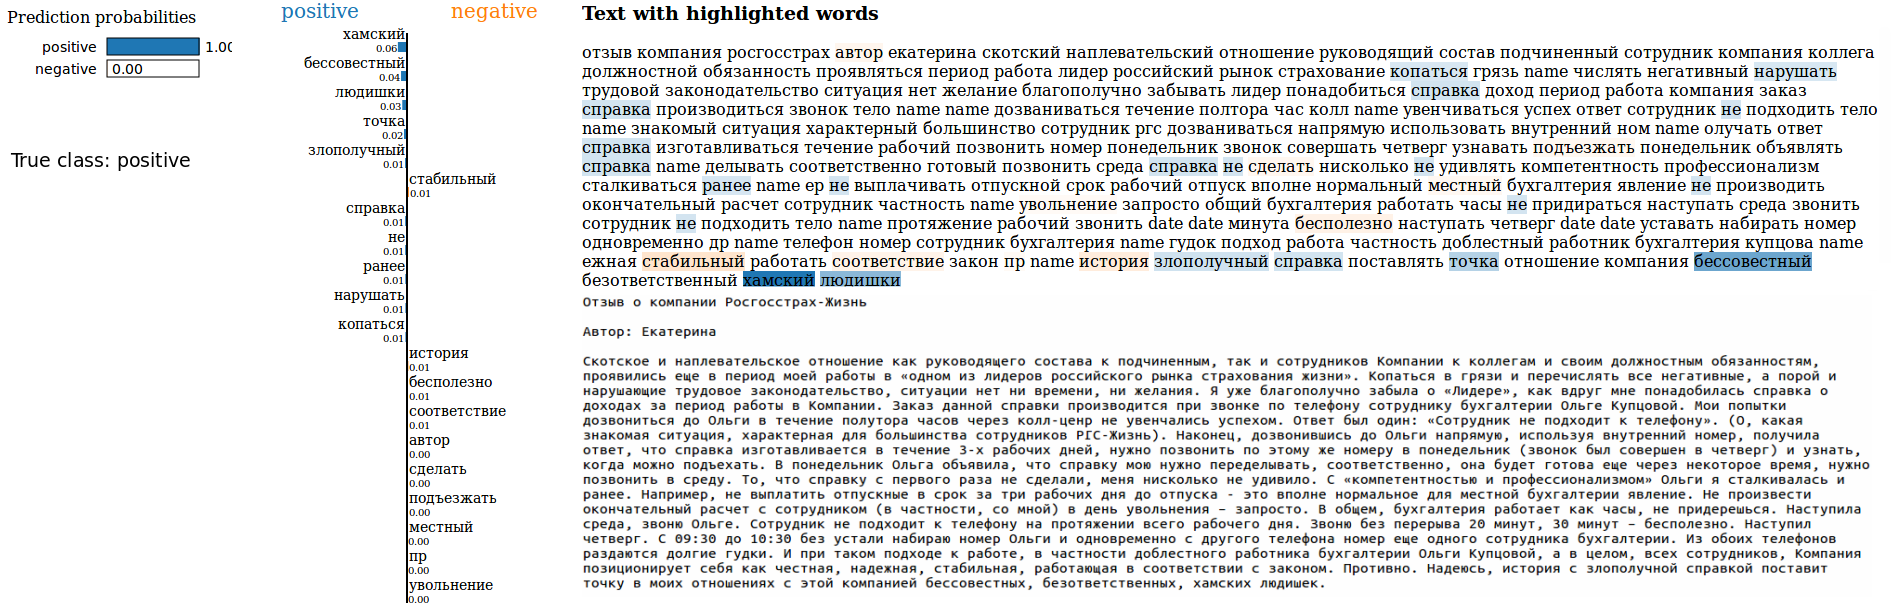 Prediction probabilities
positive 1.00
negative 0.00
True class: positive
positive negative
хамский
0.06
бессовестный
0.04
людишки
0.03
точка
0.02
злополучный
0.01
стабильный
0.01
справка
0.01
не
0.01
ранее
0.01
нарушать
0.01
копаться
0.01
история
0.01
бесполезно
0.01
соответствие
0.01
автор
0.00
сделать
0.00
подъезжать
0.00
местный
0.00
пр
0.00
увольнение
0.00
Text with highlighted words
отзыв компания росгосстрах автор екатерина скотский наплевательский отношение руководящий состав подчиненный сотрудник компания коллега
должностной обязанность проявляться период работа лидер российский рынок страхование копаться грязь name числять негативный нарушать
трудовой законодательство ситуация нет желание благополучно забывать лидер понадобиться справка доход период работа компания заказ
справка производиться звонок тело name name дозваниваться течение полтора час колл name увенчиваться успех ответ сотрудник не подходить тело
name знакомый ситуация характерный большинство сотрудник ргс дозваниваться напрямую использовать внутренний ном name олучать ответ
справка изготавливаться течение рабочий позвонить номер понедельник звонок совершать четверг узнавать подъезжать понедельник объявлять
справка name делывать соответственно готовый позвонить среда справка не сделать нисколько не удивлять компетентность профессионализм
сталкиваться ранее name ер не выплачивать отпускной срок рабочий отпуск вполне нормальный местный бухгалтерия явление не производить
окончательный расчет сотрудник частность name увольнение запросто общий бухгалтерия работать часы не придираться наступать среда звонить
сотрудник не подходить тело name протяжение рабочий звонить date date минута бесполезно наступать четверг date date уставать набирать номер
одновременно др name телефон номер сотрудник бухгалтерия name гудок подход работа частность доблестный работник бухгалтерия купцова name
ежная стабильный работать соответствие закон пр name история злополучный справка поставлять точка отношение компания бессовестный
безответственный хамский людишки
Отзыв о компании Росгосстрах-Жизнь
Автор: Екатерина
Скотское и наплевательское отношение как руководящего состава к подчиненным, так и сотрудников Компании к коллегам и своим должностным обязанностям,
проявились еще в период моей работы в «одном из лидеров российского рынка страхования жизни». Копаться в грязи и перечислять все негативные, а порой и
нарушающие трудовое законодательство, ситуации нет ни времени, ни желания. Я уже благополучно забыла о «Лидере», как вдруг мне понадобилась справка о
доходах за период работы в Компании. Заказ данной справки производится при звонке по телефону сотруднику бухгалтерии Ольге Купцовой. Мои попытки
дозвониться до Ольги в течение полутора часов через колл-ценр не увенчались успехом. Ответ был один: «Сотрудник не подходит к телефону». (О, какая
знакомая ситуация, характерная для большинства сотрудников РГС-Жизнь). Наконец, дозвонившись до Ольги напрямую, используя внутренний номер, получила
ответ, что справка изготавливается в течение 3-х рабочих дней, нужно позвонить по этому же номеру в понедельник (звонок был совершен в четверг) и узнать,
когда можно подъехать. В понедельник Ольга объявила, что справку мою нужно переделывать, соответственно, она будет готова еще через некоторое время, нужно
позвонить в среду. То, что справку с первого раза не сделали, меня нисколько не удивило. С «компетентностью и профессионализмом» Ольги я сталкивалась и
ранее. Например, не выплатить отпускные в срок за три рабочих дня до отпуска - это вполне нормальное для местной бухгалтерии явление. Не произвести
окончательный расчет с сотрудником (в частности, со мной) в день увольнения – запросто. В общем, бухгалтерия работает как часы, не придерешься. Наступила
среда, звоню Ольге. Сотрудник не подходит к телефону на протяжении всего рабочего дня. Звоню без перерыва 20 минут, 30 минут – бесполезно. Наступил
четверг. С 09:30 до 10:30 без устали набираю номер Ольги и одновременно с другого телефона номер еще одного сотрудника бухгалтерии. Из обоих телефонов
раздаются долгие гудки. И при таком подходе к работе, в частности доблестного работника бухгалтерии Ольги Купцовой, а в целом, всех сотрудников, Компания
позиционирует себя как честная, надежная, стабильная, работающая в соответствии с законом. Противно. Надеюсь, история с злополучной справкой поставит
точку в моих отношениях с этой компанией бессовестных, безответственных, хамских людишек.